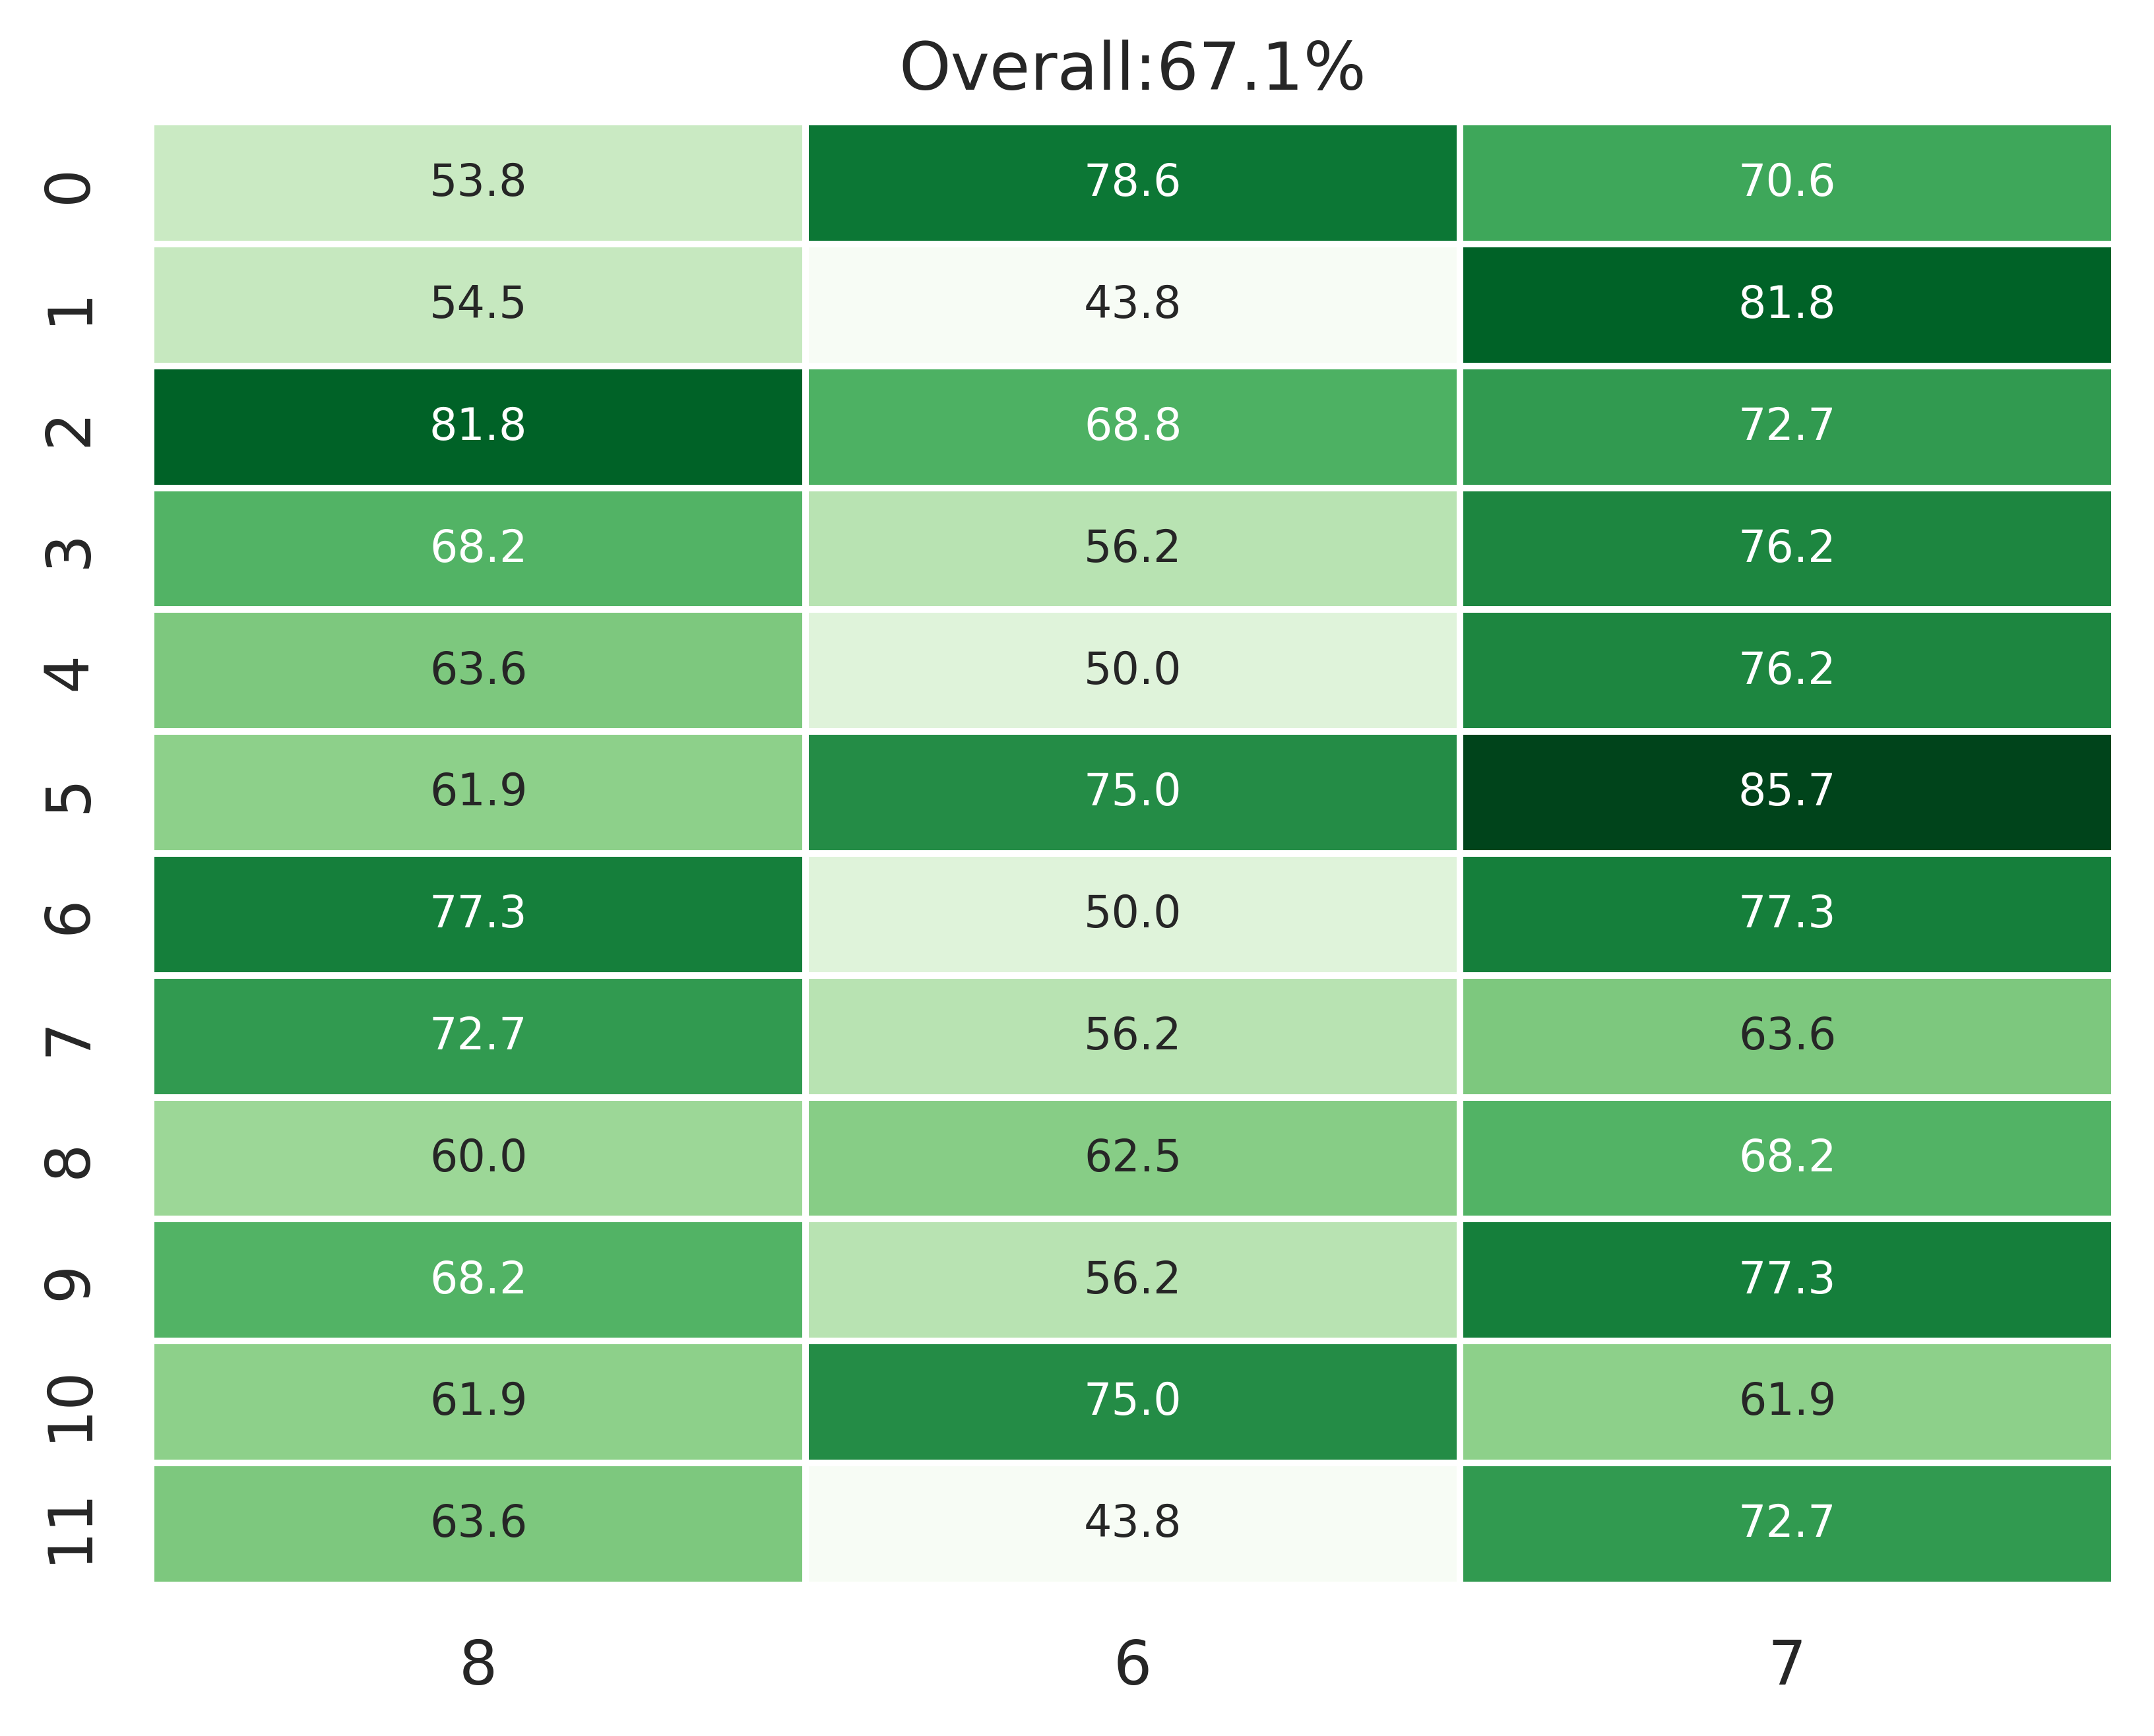 Overall:67.1%
0 53.8 78.6 70.6
1 54.5 43.8 81.8
2 81.8 68.8 72.7
3 68.2 56.2 76.2
4 63.6 50.0 76.2
5 61.9 75.0 85.7
6 77.3 50.0 77.3
7 72.7 56.2 63.6
8 60.0 62.5 68.2
9 68.2 56.2 77.3
10 61.9 75.0 61.9
11 63.6 43.8 72.7
8 6 7